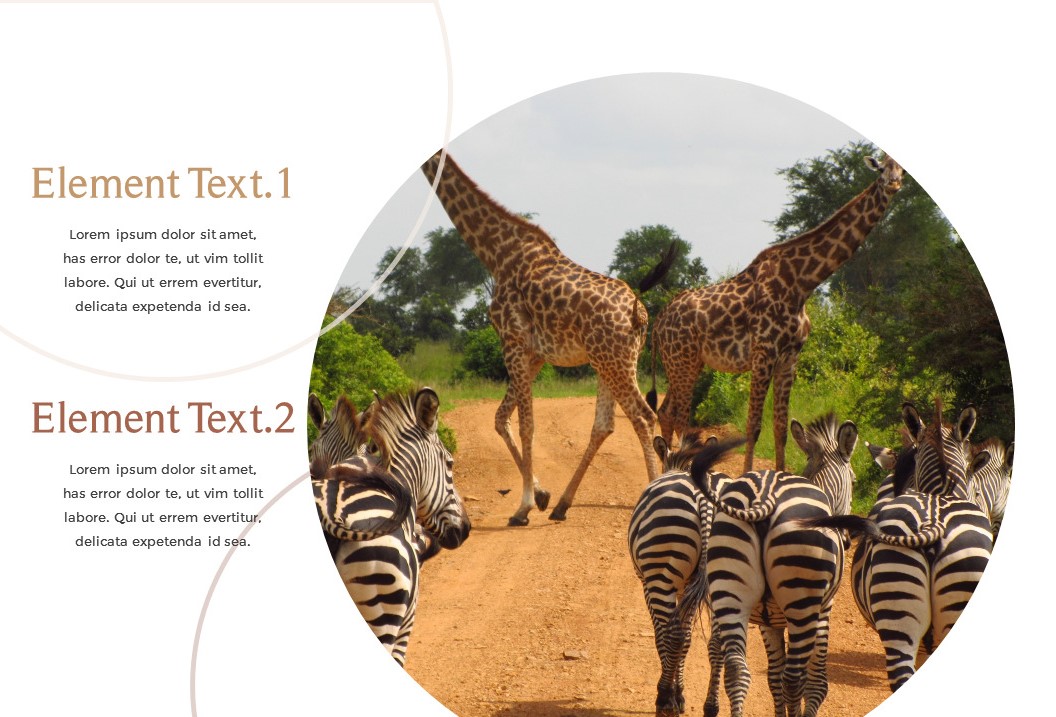 Element Text.1
Lorem ipsum dolor sit amet,
has error dolor te, ut vim tollit
labore. Qui ut errem evertitur,
delicata expetenda id sea.
Element Text.2
Lorem ipsum dolor sit amet,
has error dolor te, ut vim tollit
labore. Qui ut errem evertitur,
delicata expetenda id sea.